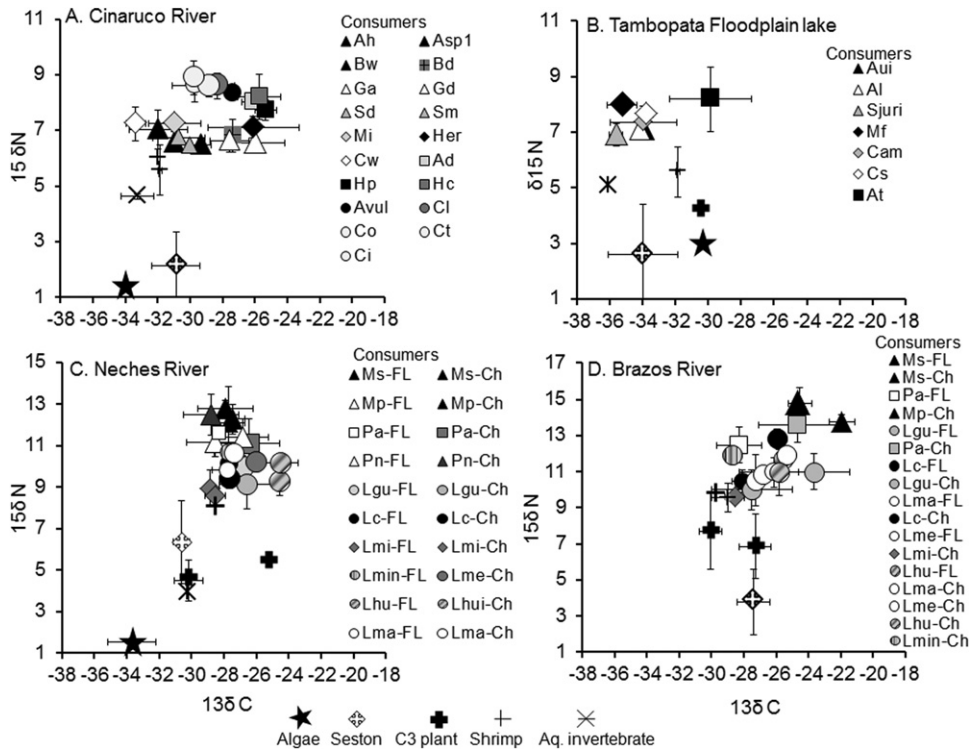 A. Cinaruco River
15 δN
11
9
7
5
3
1
-38 -36 -34 -32 -30 -28 -26 -24 -22 -20 -18
Consumers
Ah Asp1
Bw Bd
Ga Gd
Sd Sm
Mi Her
Cw Ad
Hp Hc
Avul Cl
Co Ct
Ci
B. Tambopata Floodplain lake
δ15 N
11
9
7
5
3
1
-38 -36 -34 -32 -30 -28 -26 -24 -22 -20 -18
Consumers
Aui
Al
Sjuri
Mf
Cam
Cs
At
C. Neches River
15δ N
15
13
11
9
7
5
3
1
-38 -36 -34 -32 -30 -28 -26 -24 -22 -20 -18
13δ C
Consumers
Ms-FL Ms-Ch
Mp-FL Mp-Ch
Pa-FL Pa-Ch
Pn-FL Pn-Ch
Lgu-FL Lgu-Ch
Lc-FL Lc-Ch
Lmi-FL Lmi-Ch
Lmin-FL Lme-Ch
Lhu-FL Lhui-Ch
Lma-FL Lma-Ch
D. Brazos River
15δ N
17
15
13
11
9
7
5
3
1
-38 -36 -34 -32 -30 -28 -26 -24 -22 -20 -18
13δ C
Consumers
Ms-FL
Ms-Ch
Pa-FL
Mp-Ch
Lgu-FL
Pa-Ch
Lc-FL
Lgu-Ch
Lma-FL
Lc-Ch
Lme-FL
Lmi-Ch
Lhu-FL
Lma-Ch
Lme-Ch
Lhu-Ch
Lmin-Ch
Algae Seston C3 plant Shrimp Aq. invertebrate